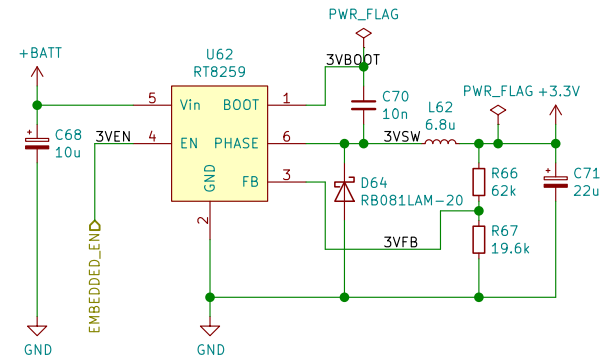 PWR_FLAG
+BATT
U62
RT8259
3VBOOT
PWR_FLAG
+3.3V
5
Vin
BOOT
1
C70
10n
L62
6.8u
C68
10u
3VEN
4
EN
PHASE
6
3VSW
GND
FB
3
D64
RB081LAM-20
R66
62k
C71
22u
2
EMBEDDED_EN
3VFB
R67
19.6k
GND
GND